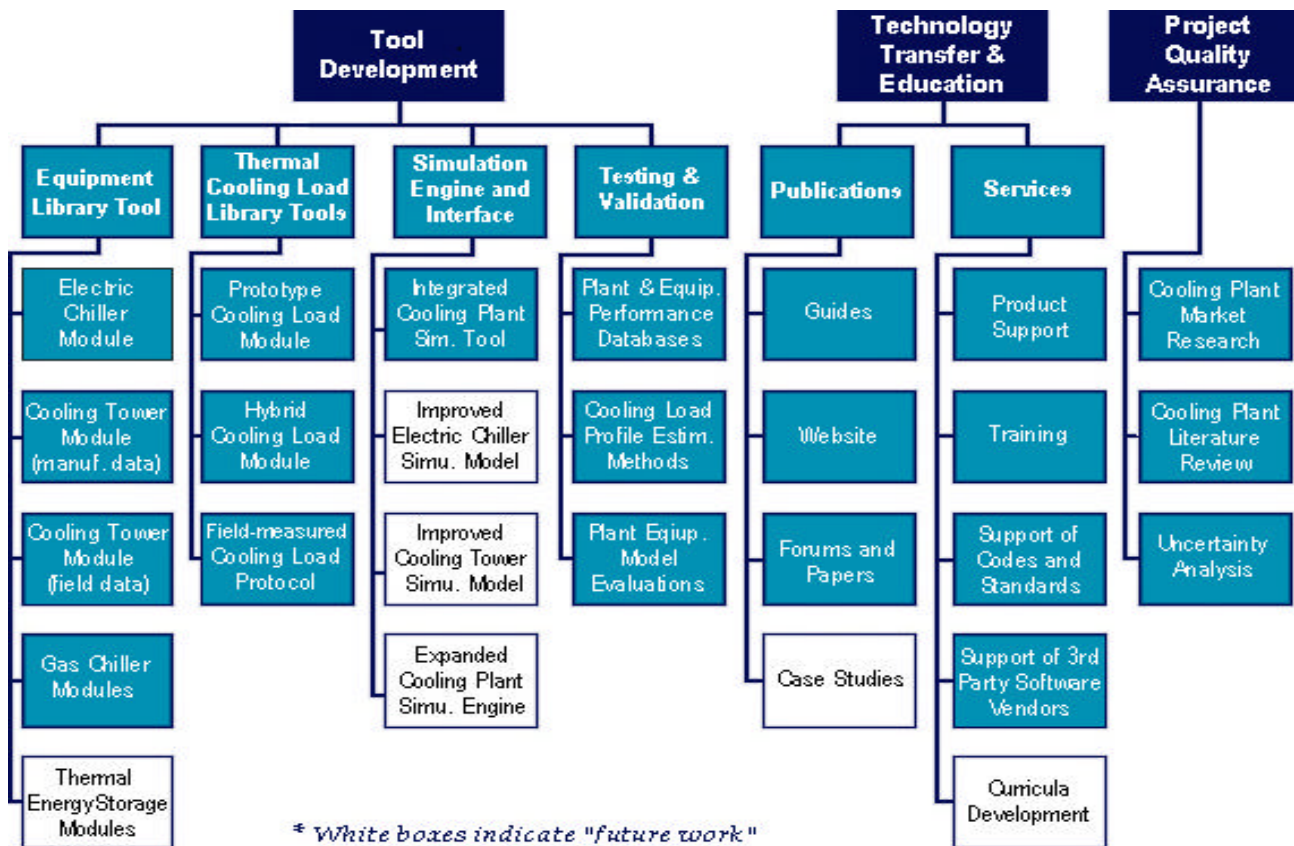 Tool
Development
Technology
Transfer &
Education
Project
Quality
Assurance
Equipment
Library Tool
Thermal
Cooling Load
Library Tools
Simulation
Engine and
Interface
Testing &
Validation
Publications
Services
Electric
Chiller
Module
Prototype
Cooling Load
Module
Integrated
Cooling Plant
Sim. Tool
Plant & Equip.
Performance
Databases
Guides
Product
Support
Cooling Plant
Market
Research
Cooling Tower
Module
(manuf. data)
Hybrid
Cooling Load
Module
Improved
Electric Chiller
Simu. Model
Cooling Load
Profile Estim.
Methods
Website
Training
Cooling Plant
Literature
Review
Cooling Tower
Module
(field data)
Field-measured
Cooling Load
Protocol
Improved
Cooling Tower
Simu. Model
Plant Eqiup.
Model
Evaluations
Forums and
Papers
Support of
Codes and
Standards
Uncertainty
Analysis
Gas Chiller
Modules
Expanded
Cooling Plant
Simu. Engine
Case Studies
Support of 3rd
Party Software
Vendors
Thermal
EnergyStorage
Modules
Curricula
Development
* White boxes indicate "future work"